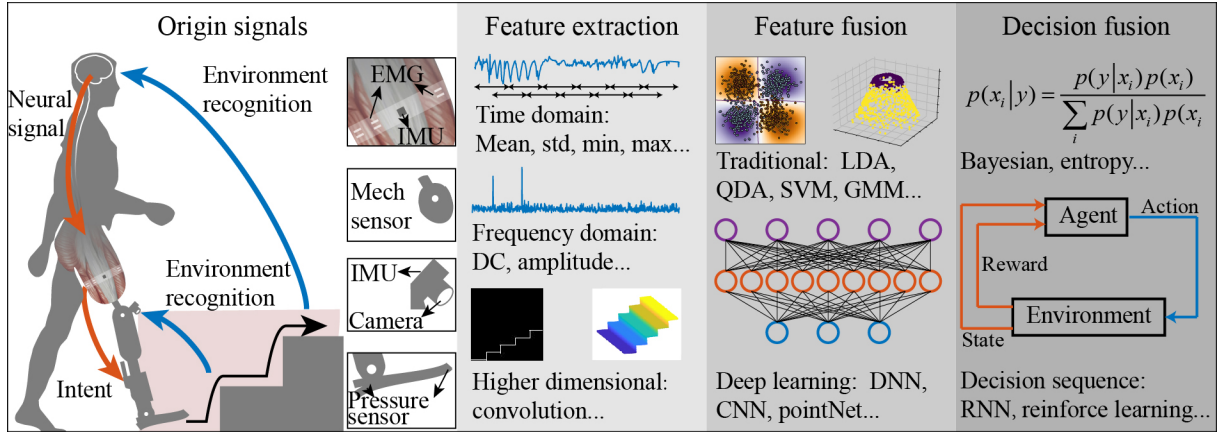 Origin signals
Neural
signal
Environment
recognition
Environment
recognition
Intent
EMG
IMU
Mech
sensor
IMU
Camera
Pressure
sensor
Feature extraction
Time domain:
Mean, std, min, max...
Frequency domain:
DC, amplitude...
Higher dimensional:
convolution...
Feature fusion
Traditional: LDA,
QDA, SVM, GMM...
Deep learning: DNN,
CNN, pointNet...
Decision fusion
p(x_i|y) = p(y|x_i)p(x_i) / ∑_i p(y|x_i)p(x_i
Bayesian, entropy...
Agent
Action
Reward
Environment
State
Decision sequence:
RNN, reinforce learning...